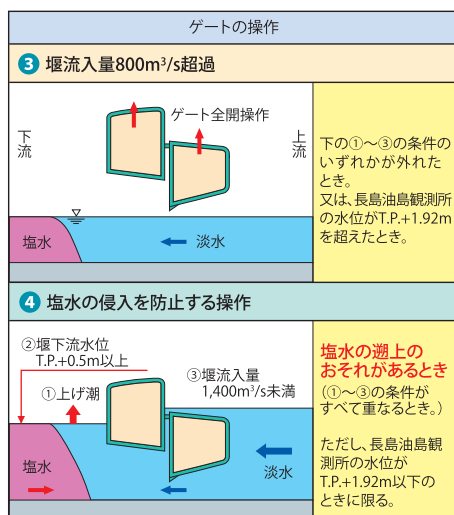 ゲートの操作
③ 堰流入量800m³/s超過
下流
ゲート全開操作
上流
塩水
淡水
下の①〜③の条件の
いずれかが外れた
とき。
又は、長島油島観測所
の水位がT.P.+1.92m
を超えたとき。
④ 塩水の侵入を防止する操作
②堰下流水位
T.P.+0.5m以上
①上げ潮
③堰流入量
1,400m³/s未満
塩水
淡水
塩水の遡上の
おそれがあるとき
(①〜③の条件が
すべて重なるとき。)
ただし、長島油島観
測所の水位が
T.P.+1.92m以下の
ときに限る。